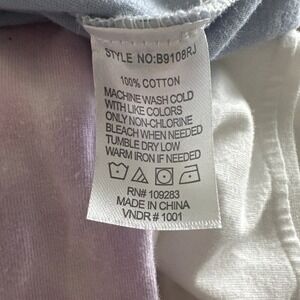 STYLE NO:B9108RJ
100% COTTON
MACHINE WASH COLD
WITH LIKE COLORS
ONLY NON-CHLORINE
BLEACH WHEN NEEDED
TUMBLE DRY LOW
WARM IRON IF NEEDED
RN# 109283
MADE IN CHINA
VNDR # 1001